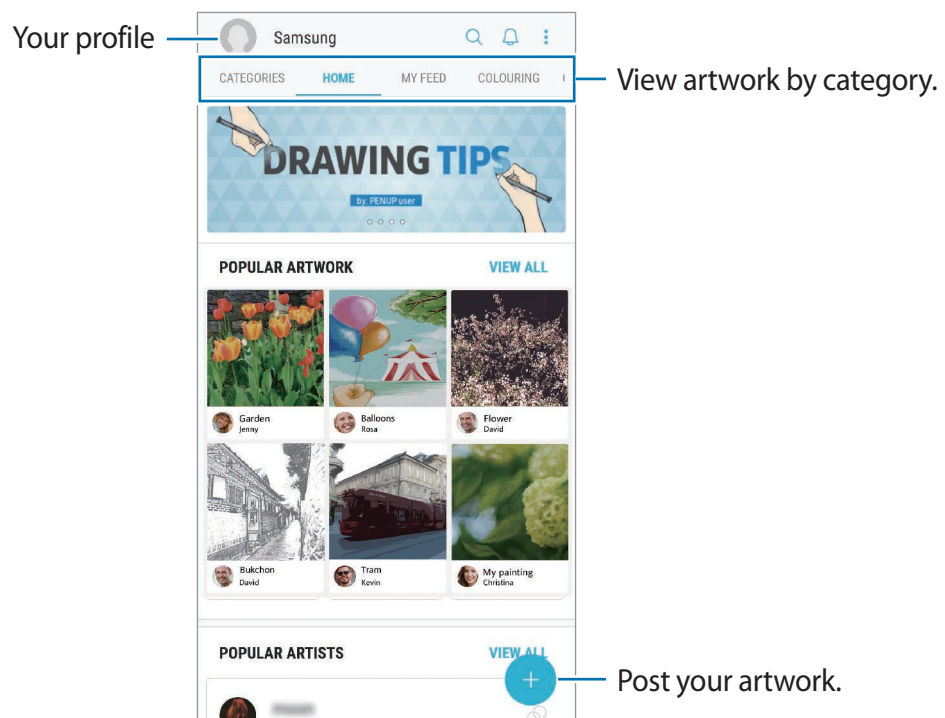 Your profile
Samsung
CATEGORIES HOME MY FEED COLOURING
View artwork by category.
DRAWING TIPS
by. PENUP user
POPULAR ARTWORK VIEW ALL
Garden
Jenny
Balloons
Rosa
Flower
David
Bukchon
David
Tram
Kevin
My painting
Christina
POPULAR ARTISTS VIEW ALL
Post your artwork.